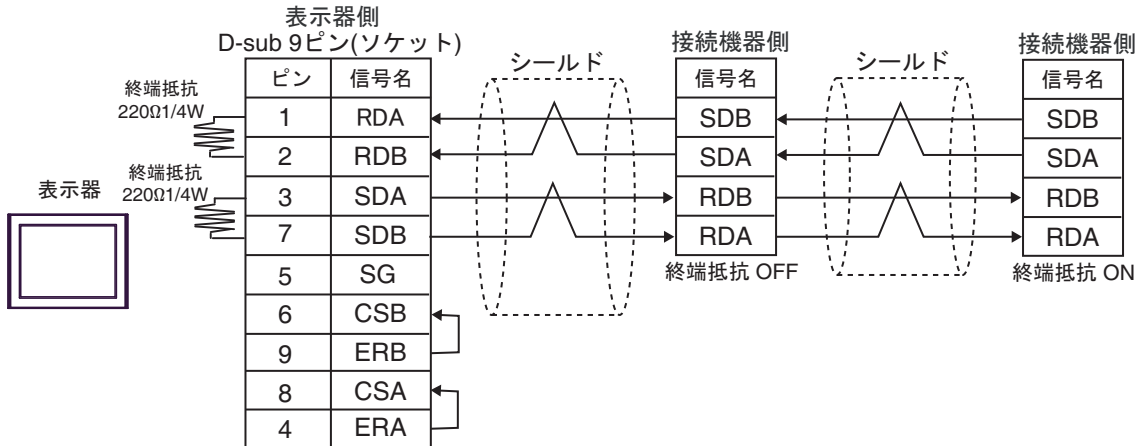 表示器側
D-sub 9ピン(ソケット)
ピン 信号名
1 RDA
2 RDB
3 SDA
7 SDB
5 SG
6 CSB
9 ERB
8 CSA
4 ERA
終端抵抗
220Ω1/4W
終端抵抗
220Ω1/4W
表示器
シールド
接続機器側
信号名
SDB
SDA
RDB
RDA
終端抵抗 OFF
シールド
接続機器側
信号名
SDB
SDA
RDB
RDA
終端抵抗 ON